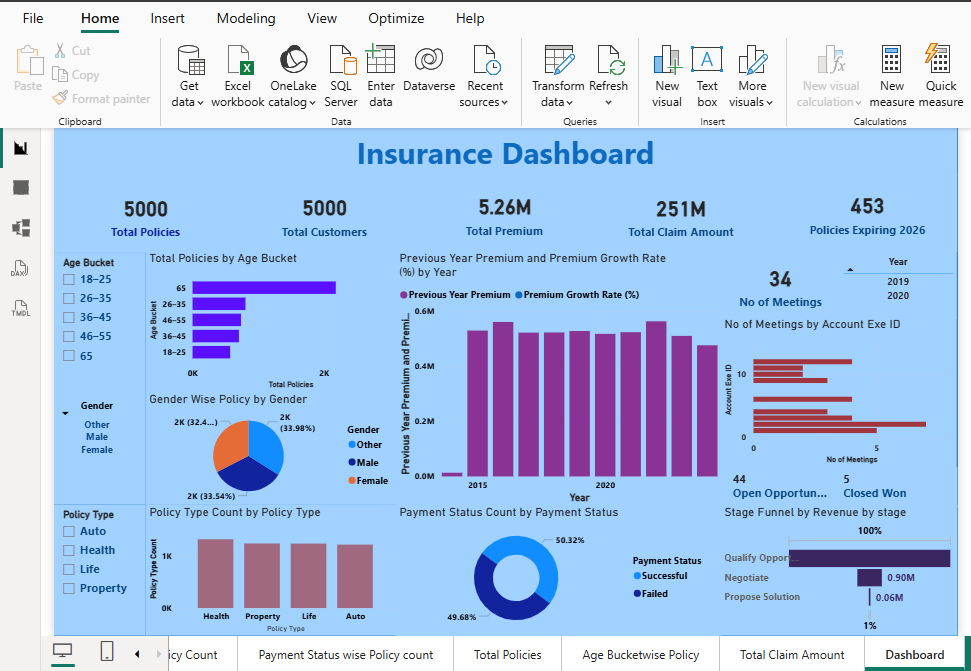 File Home Insert Modeling View Optimize Help
Paste
Cut
Copy
Format painter
Clipboard
Get data
Excel workbook
OneLake catalog
SQL Server
Enter data
Dataverse
Recent sources
Data
Transform data
Refresh
Queries
New visual
Text box
More visuals
Insert
New visual calculation
New measure
Quick measure
Calculations
DAX
TMDL
Insurance Dashboard
5000
Total Policies
5000
Total Customers
5.26M
Total Premium
251M
Total Claim Amount
453
Policies Expiring 2026
Age Bucket
18–25
26–35
36–45
46–55
65
Gender
Other
Male
Female
Policy Type
Auto
Health
Life
Property
Total Policies by Age Bucket
Age Bucket
65
26–35
46–55
36–45
18–25
0K 2K
Total Policies
Gender Wise Policy by Gender
2K (32.4...)
2K
(33.98%)
2K (33.54%)
Gender
Other
Male
Female
Policy Type Count by Policy Type
Policy Type Count
1K
0K
Health Property Life Auto
Policy Type
Previous Year Premium and Premium Growth Rate
(%) by Year
Previous Year Premium Premium Growth Rate (%)
Previous Year Premium and Premi...
0.6M
0.4M
0.2M
0.0M
2015 2020
Year
Payment Status Count by Payment Status
50.32%
49.68%
Payment Status
Successful
Failed
34
No of Meetings
Year
2019
2020
No of Meetings by Account Exe ID
Account Exe ID
10
0
0 5
No of Meetings
44
Open Opportun...
5
Closed Won
Stage Funnel by Revenue by stage
100%
Qualify Oppor...
Negotiate
0.90M
Propose Solution
0.06M
1%
icy Count Payment Status wise Policy count Total Policies Age Bucketwise Policy Total Claim Amount Dashboard